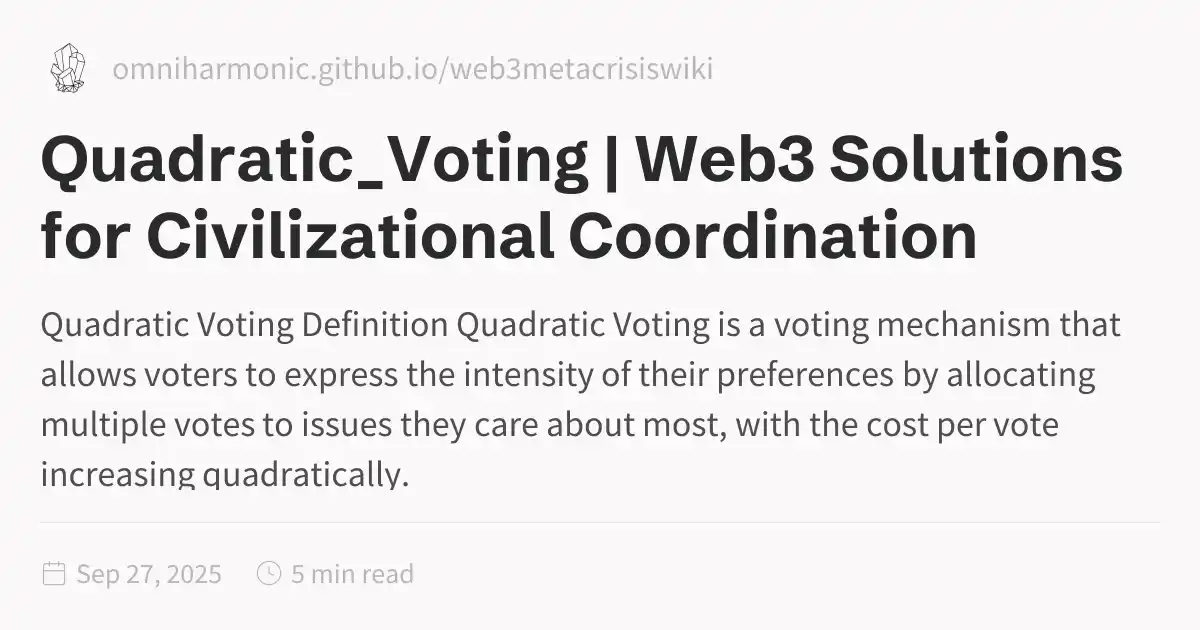 omniharmonic.github.io/web3metacrisiswiki
Quadratic_Voting | Web3 Solutions
for Civilizational Coordination
Quadratic Voting Definition Quadratic Voting is a voting mechanism that
allows voters to express the intensity of their preferences by allocating
multiple votes to issues they care about most, with the cost per vote
increasing quadratically.
Sep 27, 2025 5 min read